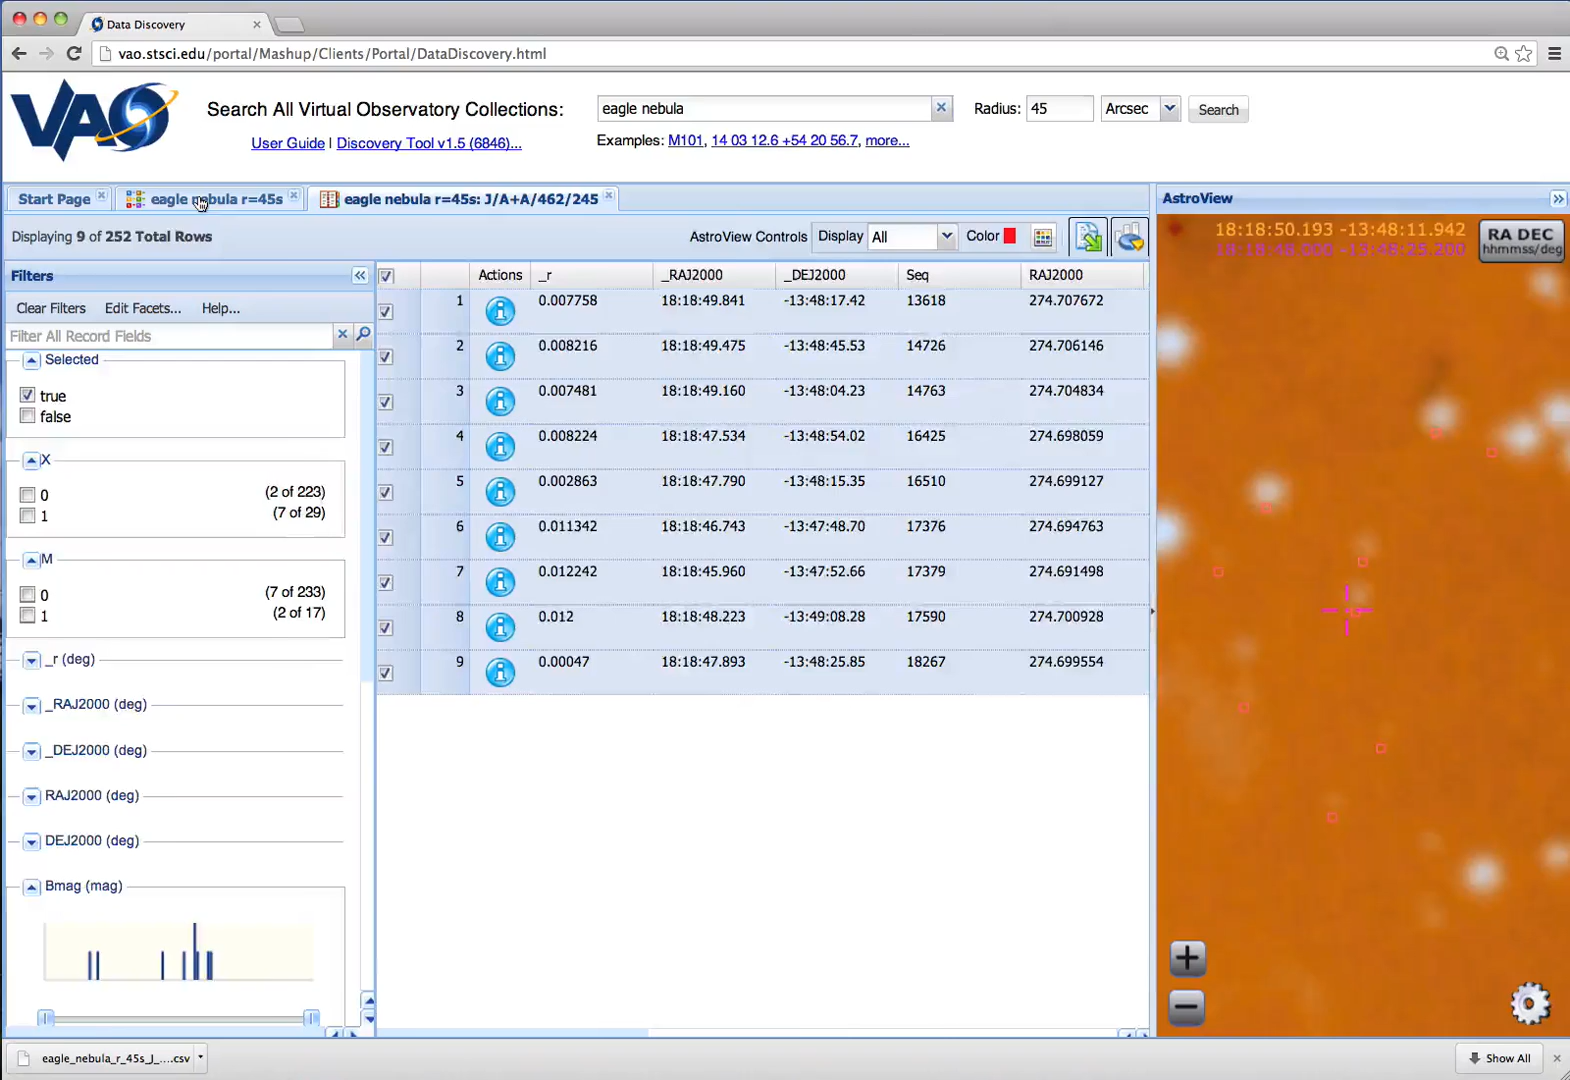 Data Discovery
vao.stsci.edu/portal/Mashup/Clients/Portal/DataDiscovery.html
VAO
Search All Virtual Observatory Collections:
eagle nebula
Radius:
45
Arcsec
Search
User Guide | Discovery Tool v1.5 (6846)...
Examples: M101, 14 03 12.6 +54 20 56.7, more...
Start Page
eagle nebula r=45s
eagle nebula r=45s: J/A+A/462/245
AstroView
Displaying 9 of 252 Total Rows
AstroView Controls
Display
All
Color
18:18:50.193 -13:48:11.942
18:18:48.000 -13:48:25.200
RA DEC
hhmmss/deg
Filters
Clear Filters
Edit Facets...
Help...
Filter All Record Fields
Selected
true
false
X
0 (2 of 223)
1 (7 of 29)
M
0 (7 of 233)
1 (2 of 17)
_r (deg)
_RAJ2000 (deg)
_DEJ2000 (deg)
RAJ2000 (deg)
DEJ2000 (deg)
Bmag (mag)
Actions _r _RAJ2000 _DEJ2000 Seq RAJ2000
1 0.007758 18:18:49.841 -13:48:17.42 13618 274.707672
2 0.008216 18:18:49.475 -13:48:45.53 14726 274.706146
3 0.007481 18:18:49.160 -13:48:04.23 14763 274.704834
4 0.008224 18:18:47.534 -13:48:54.02 16425 274.698059
5 0.002863 18:18:47.790 -13:48:15.35 16510 274.699127
6 0.011342 18:18:46.743 -13:47:48.70 17376 274.694763
7 0.012242 18:18:45.960 -13:47:52.66 17379 274.691498
8 0.012 18:18:48.223 -13:49:08.28 17590 274.700928
9 0.00047 18:18:47.893 -13:48:25.85 18267 274.699554
eagle_nebula_r_45s_J_....csv
Show All